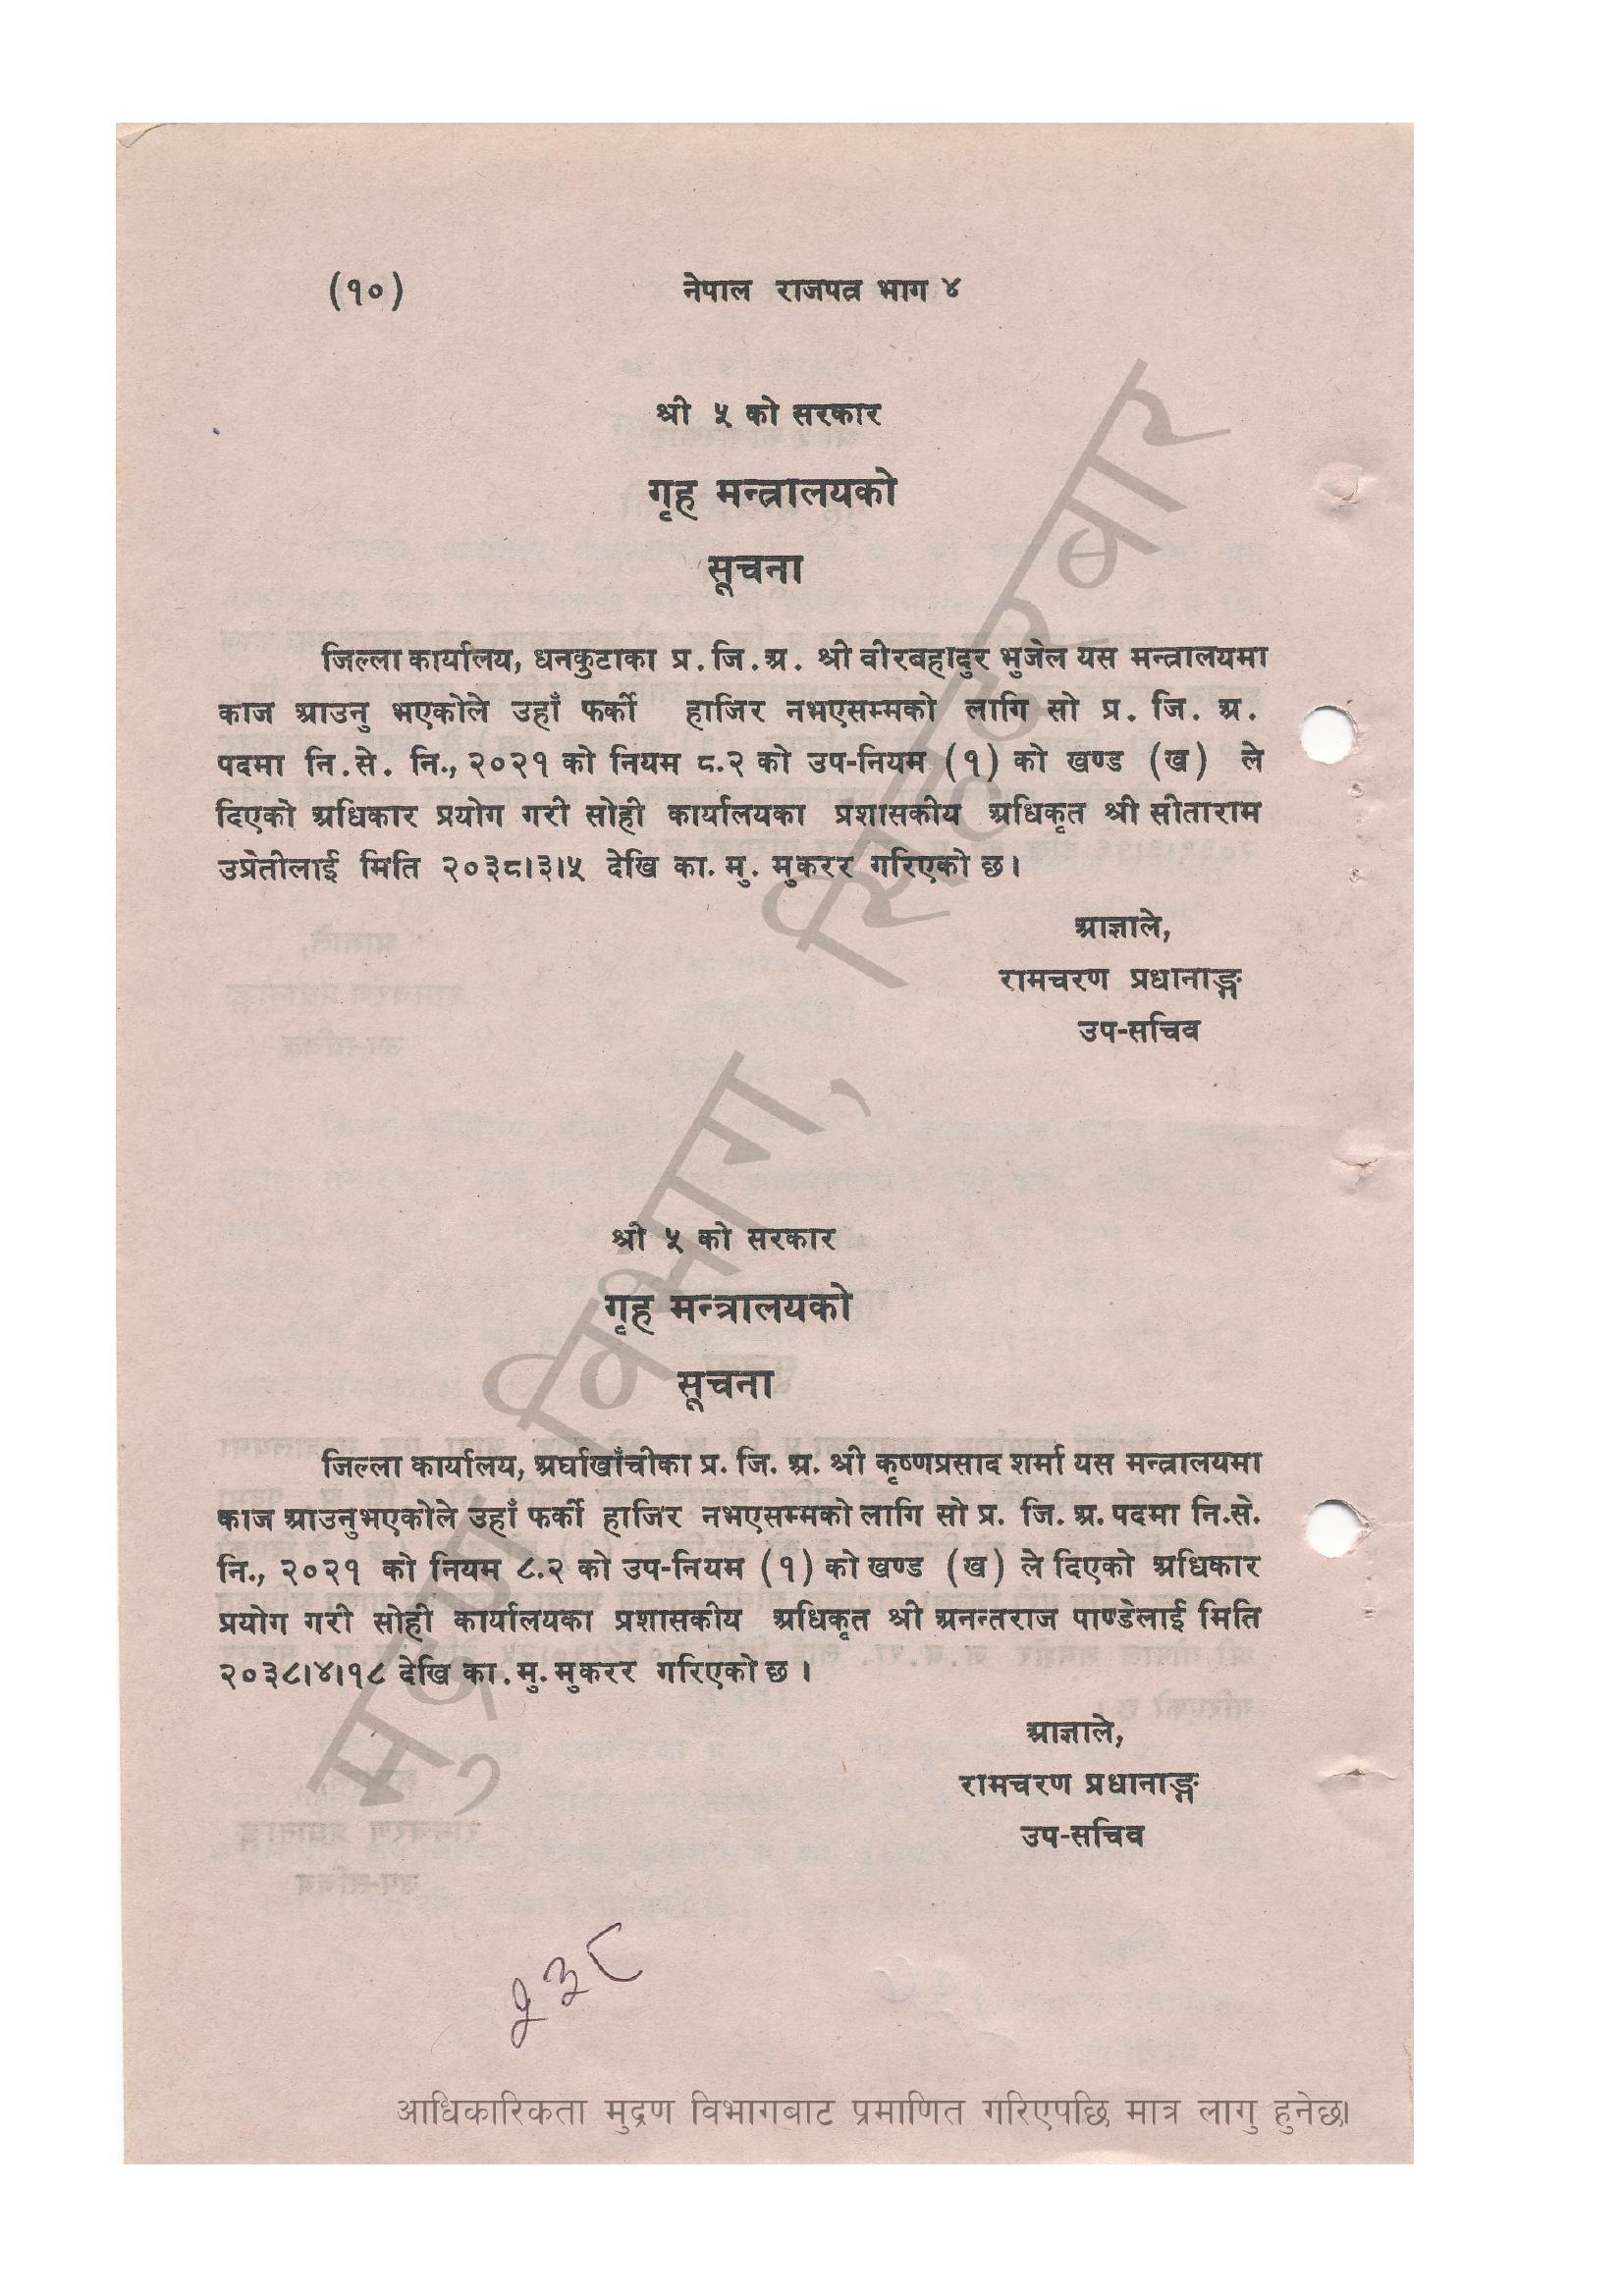 (१०) नेपाल राजपत्र भाग ४
श्री ५ को सरकार
गृह मन्त्रालयको
सूचना
जिल्ला कार्यालय, धनकुटाका प्र. जि. अ. श्री वीरबहादुर भुजेल यस मन्त्रालयमा
काज आउनु भएकोले उहाँ फर्की हाजिर नभएसम्मको लागि सो प्र. जि. अ.
पदमा नि. से. नि., २०२१ को नियम ८.२ को उप-नियम (१) को खण्ड (ख) ले
दिएको अधिकार प्रयोग गरी सोही कार्यालयका प्रशासकीय अधिकृत श्री सीताराम
उप्रेतीलाई मिति २०३८।३।५ देखि का. मु. मुकरर गरिएको छ।
आज्ञाले,
रामचरण प्रधानाङ्ग
उप-सचिव
श्री ५ को सरकार
गृह मन्त्रालयको
सूचना
जिल्ला कार्यालय, अर्घाखाँचीका प्र. जि. अ. श्री कृष्णप्रसाद शर्मा यस मन्त्रालयमा
काज आउनुभएकोले उहाँ फर्की हाजिर नभएसम्मको लागि सो प्र. जि. अ. पदमा नि.से.
नि., २०२१ को नियम ८.२ को उप-नियम (१) को खण्ड (ख) ले दिएको अधिकार
प्रयोग गरी सोही कार्यालयका प्रशासकीय अधिकृत श्री अनन्तराज पाण्डेलाई मिति
२०३८।४।१८ देखि का. मु. मुकरर गरिएको छ ।
आज्ञाले,
रामचरण प्रधानाङ्ग
उप-सचिव
१३८
मुद्रण विभाग, सिंहदरबार
आधिकारिकता मुद्रण विभागबाट प्रमाणित गरिएपछि मात्र लागु हुनेछ।